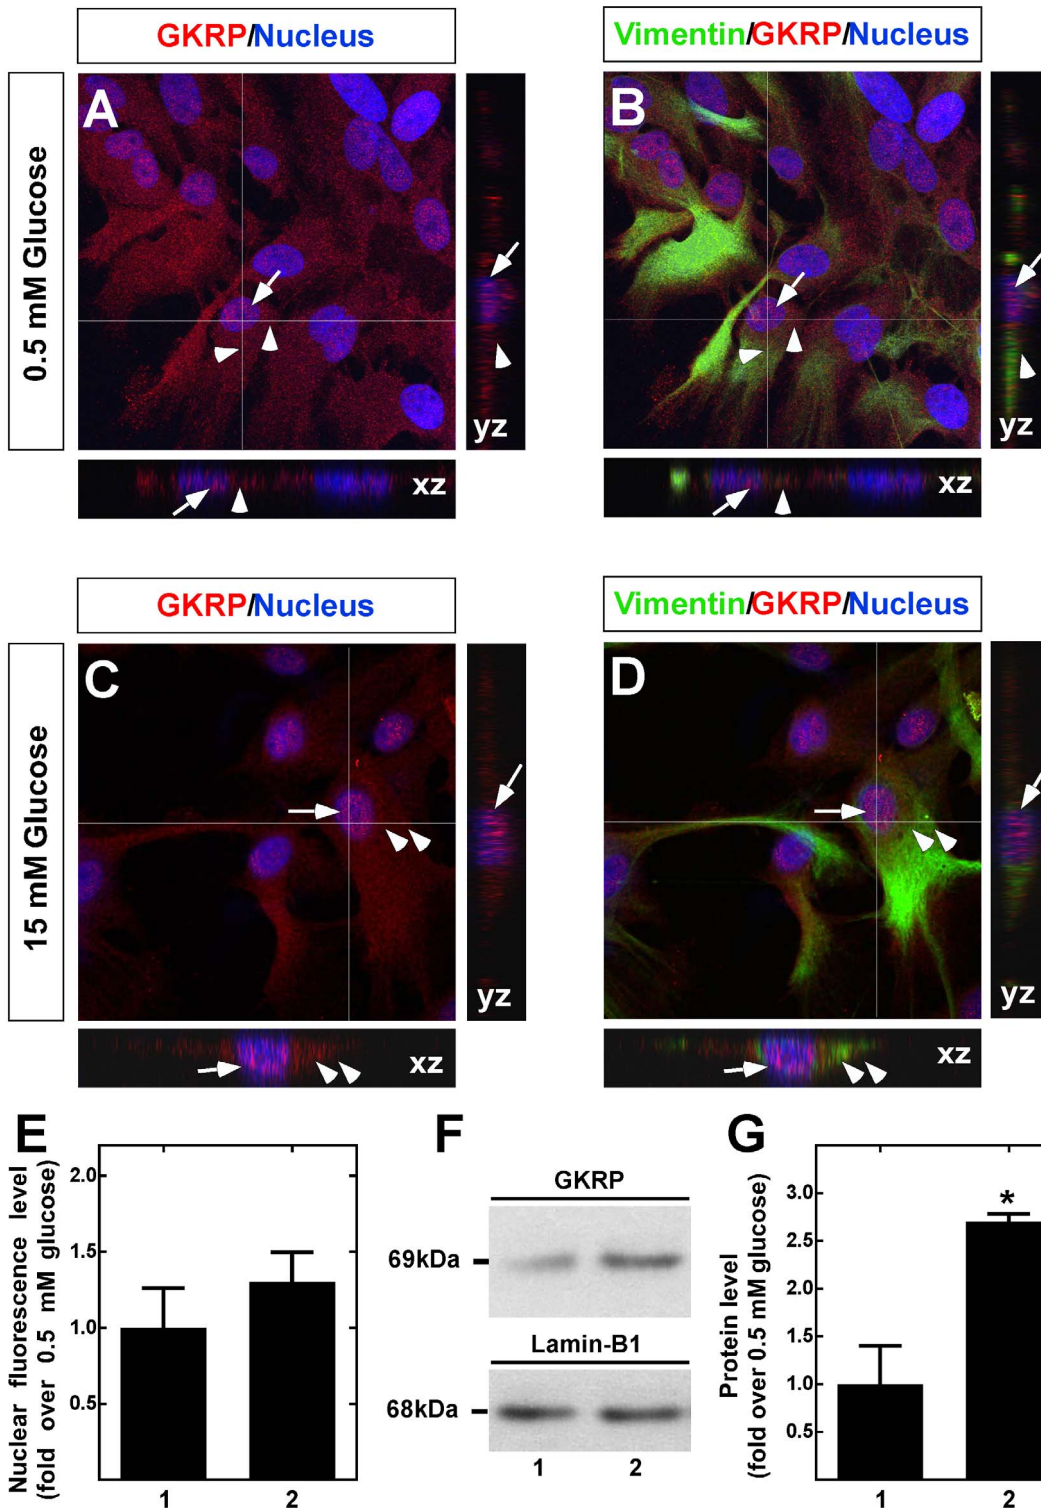 GKRP/Nucleus
Vimentin/GKRP/Nucleus
0.5 mM Glucose
A
yz
xz
B
yz
xz
GKRP/Nucleus
Vimentin/GKRP/Nucleus
15 mM Glucose
C
yz
xz
D
yz
xz
E
Nuclear fluorescence level
(fold over 0.5 mM glucose)
2.0
1.5
1.0
0.5
1 2
F
GKRP
69kDa
Lamin-B1
68kDa
1 2
G
Protein level
(fold over 0.5 mM glucose)
3.0
2.5
1.5
1.0
0.5
*
1 2